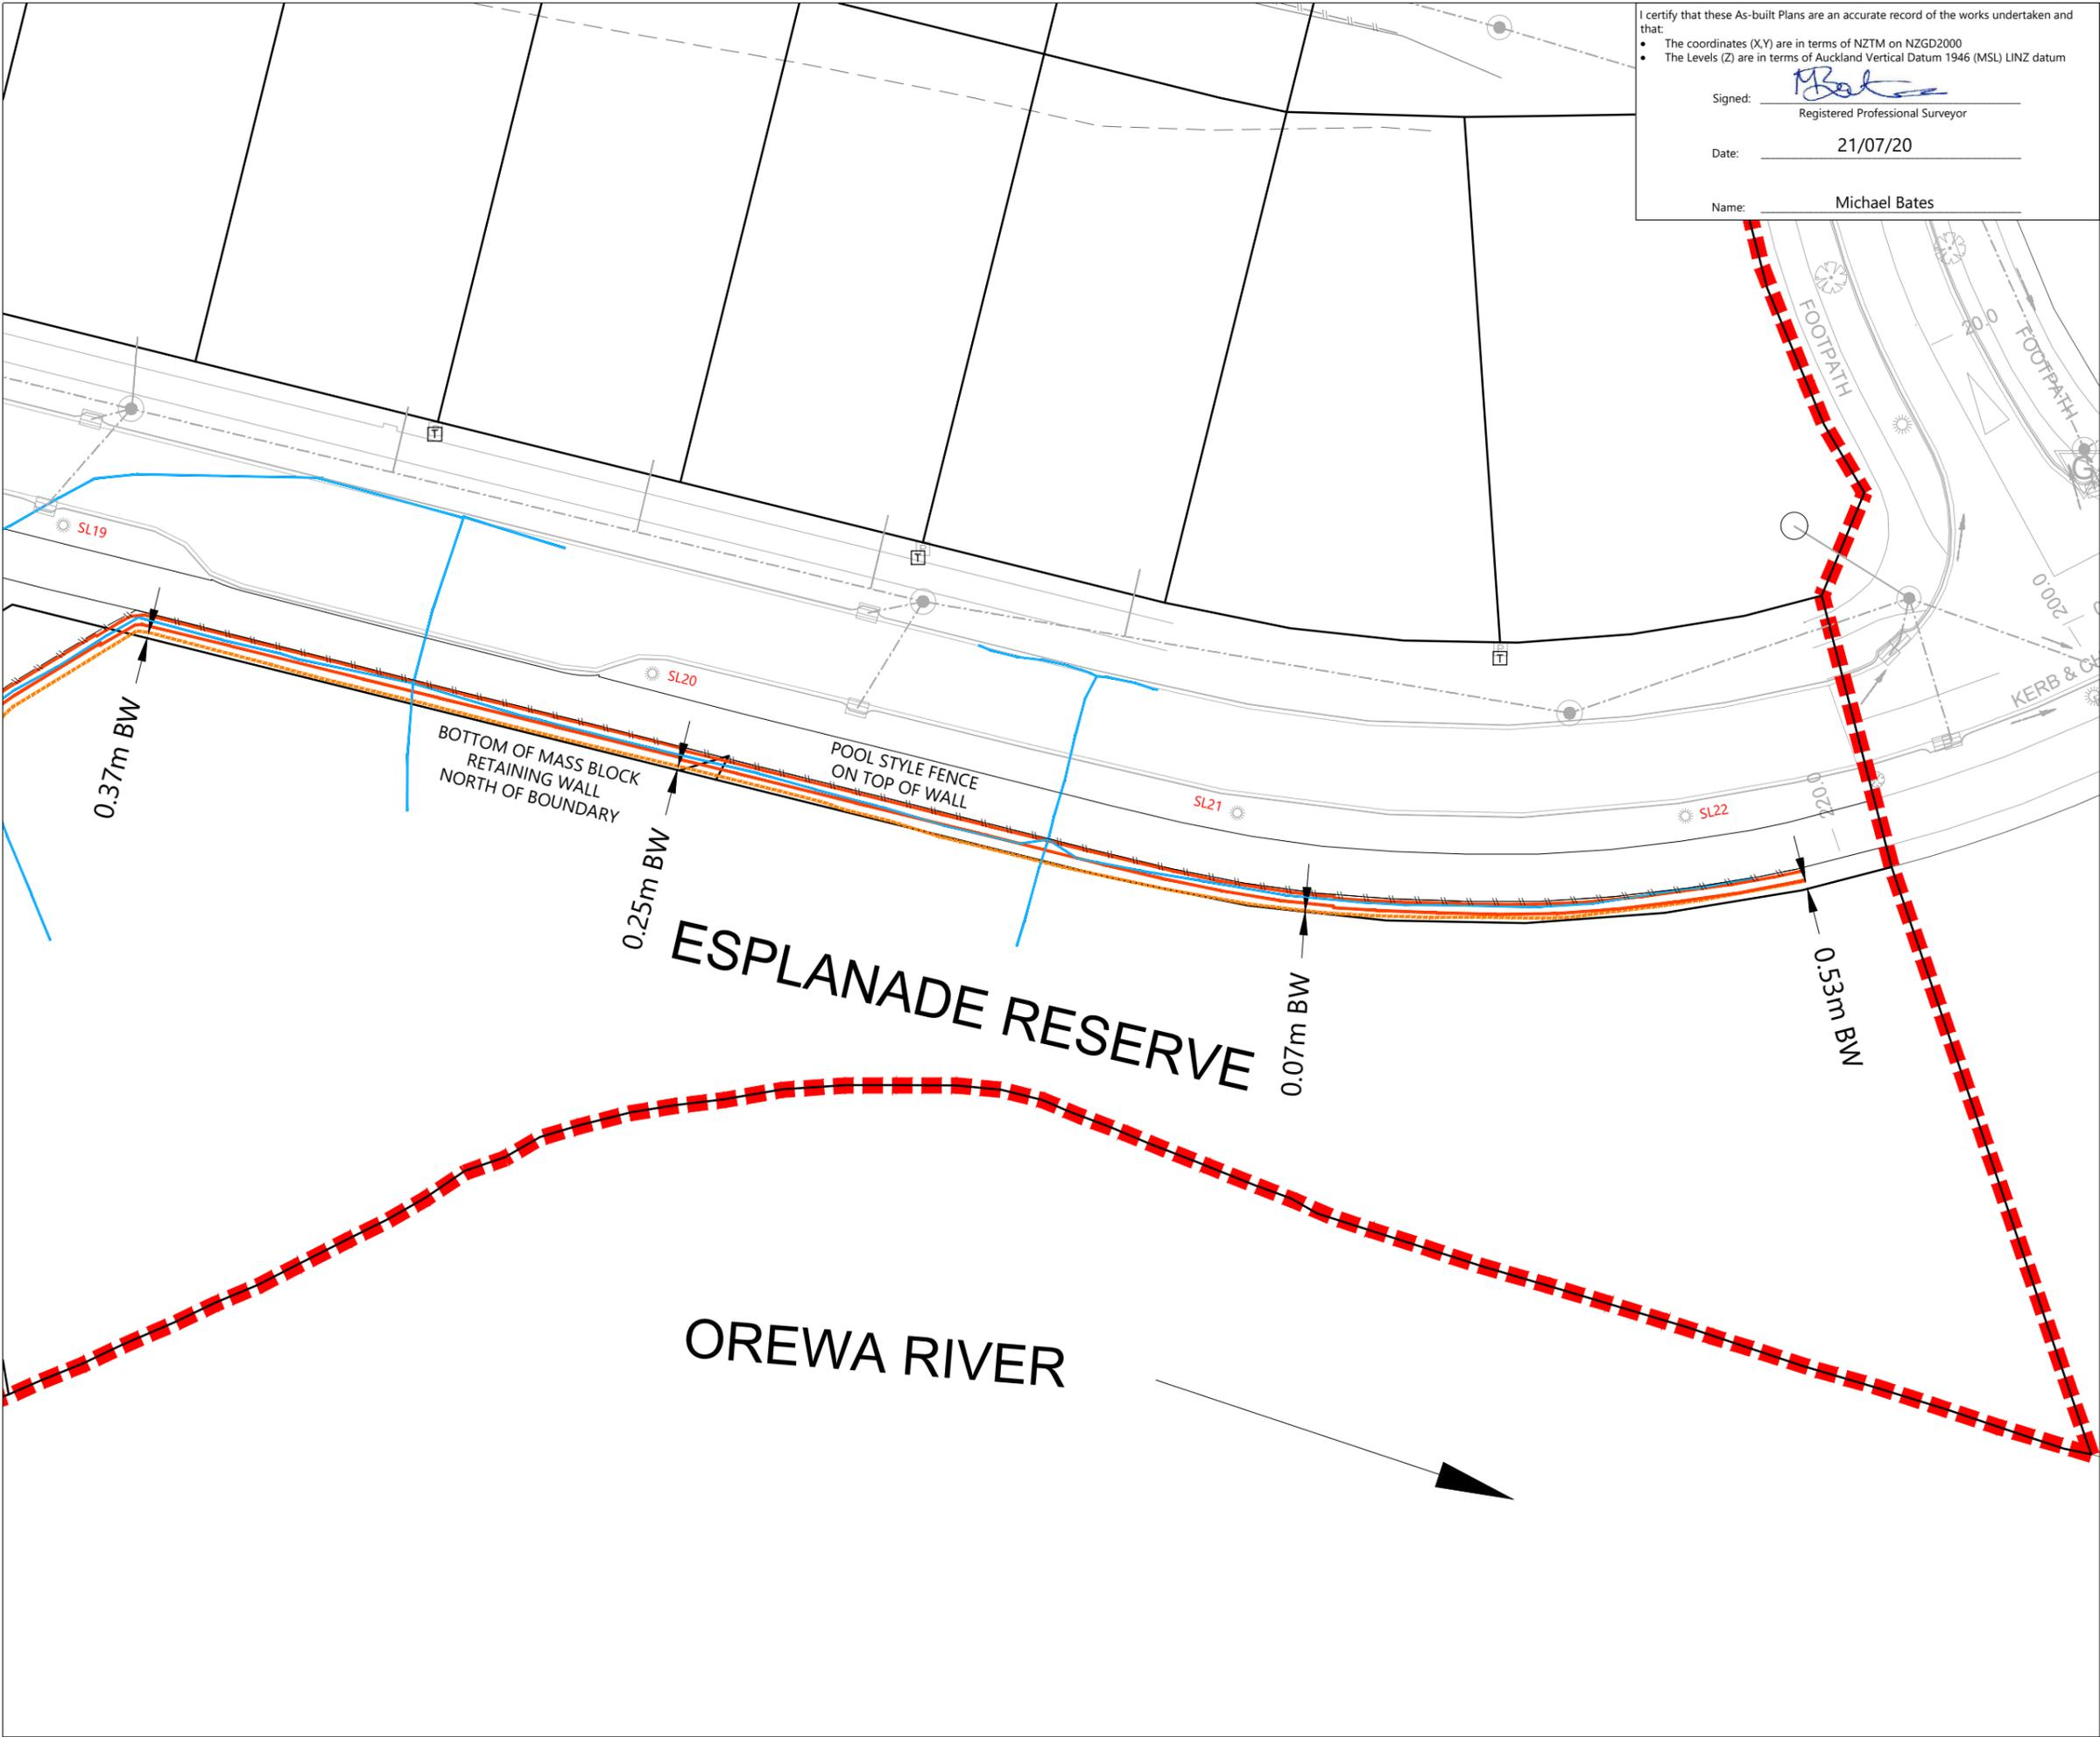 I certify that these As-built Plans are an accurate record of the works undertaken and
that:
• The coordinates (X,Y) are in terms of NZTM on NZGD2000
• The Levels (Z) are in terms of Auckland Vertical Datum 1946 (MSL) LINZ datum
Signed:
Registered Professional Surveyor
Date: 21/07/20
Name: Michael Bates
FOOTPATH
20.0
FOOTPATH
T
T
T
SL19
SL20
SL21
SL22
200.0
220.0
KERB &
0.37m BW
BOTTOM OF MASS BLOCK
RETAINING WALL
NORTH OF BOUNDARY
0.25m BW
POOL STYLE FENCE
ON TOP OF WALL
0.07m BW
0.53m BW
ESPLANADE RESERVE
OREWA RIVER